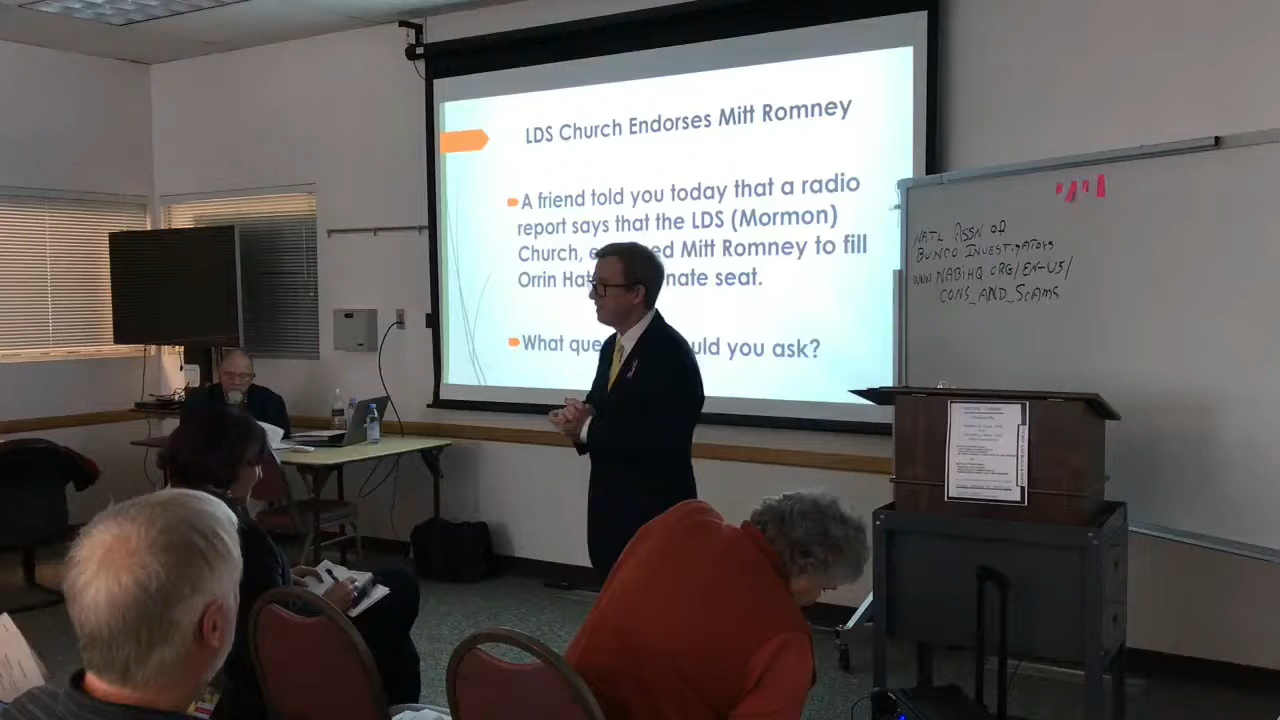 LDS Church Endorses Mitt Romney
A friend told you today that a radio
report says that the LDS (Mormon)
Church, e ed Mitt Romney to fill
Orrin Hat nate seat.
What que uld you ask?
NATL ASSN OF
BUNCO INVESTIGATORS
WWW.NABIHQ.ORG/EN-US/
CONS_AND_SCAMS